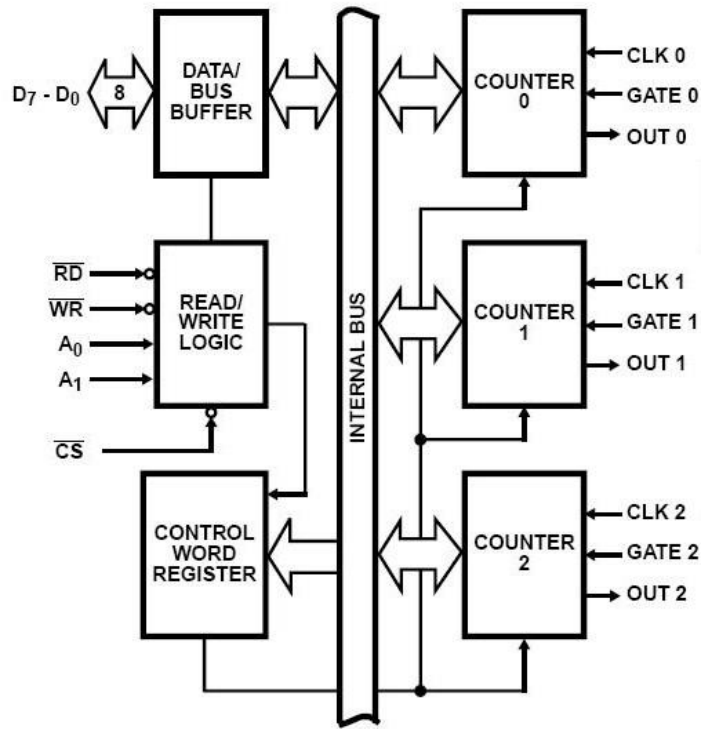 D7 - D0
8
DATA/
BUS
BUFFER
COUNTER
0
CLK 0
GATE 0
OUT 0
RD
WR
A0
A1
CS
READ/
WRITE
LOGIC
INTERNAL BUS
COUNTER
1
CLK 1
GATE 1
OUT 1
CONTROL
WORD
REGISTER
COUNTER
2
CLK 2
GATE 2
OUT 2